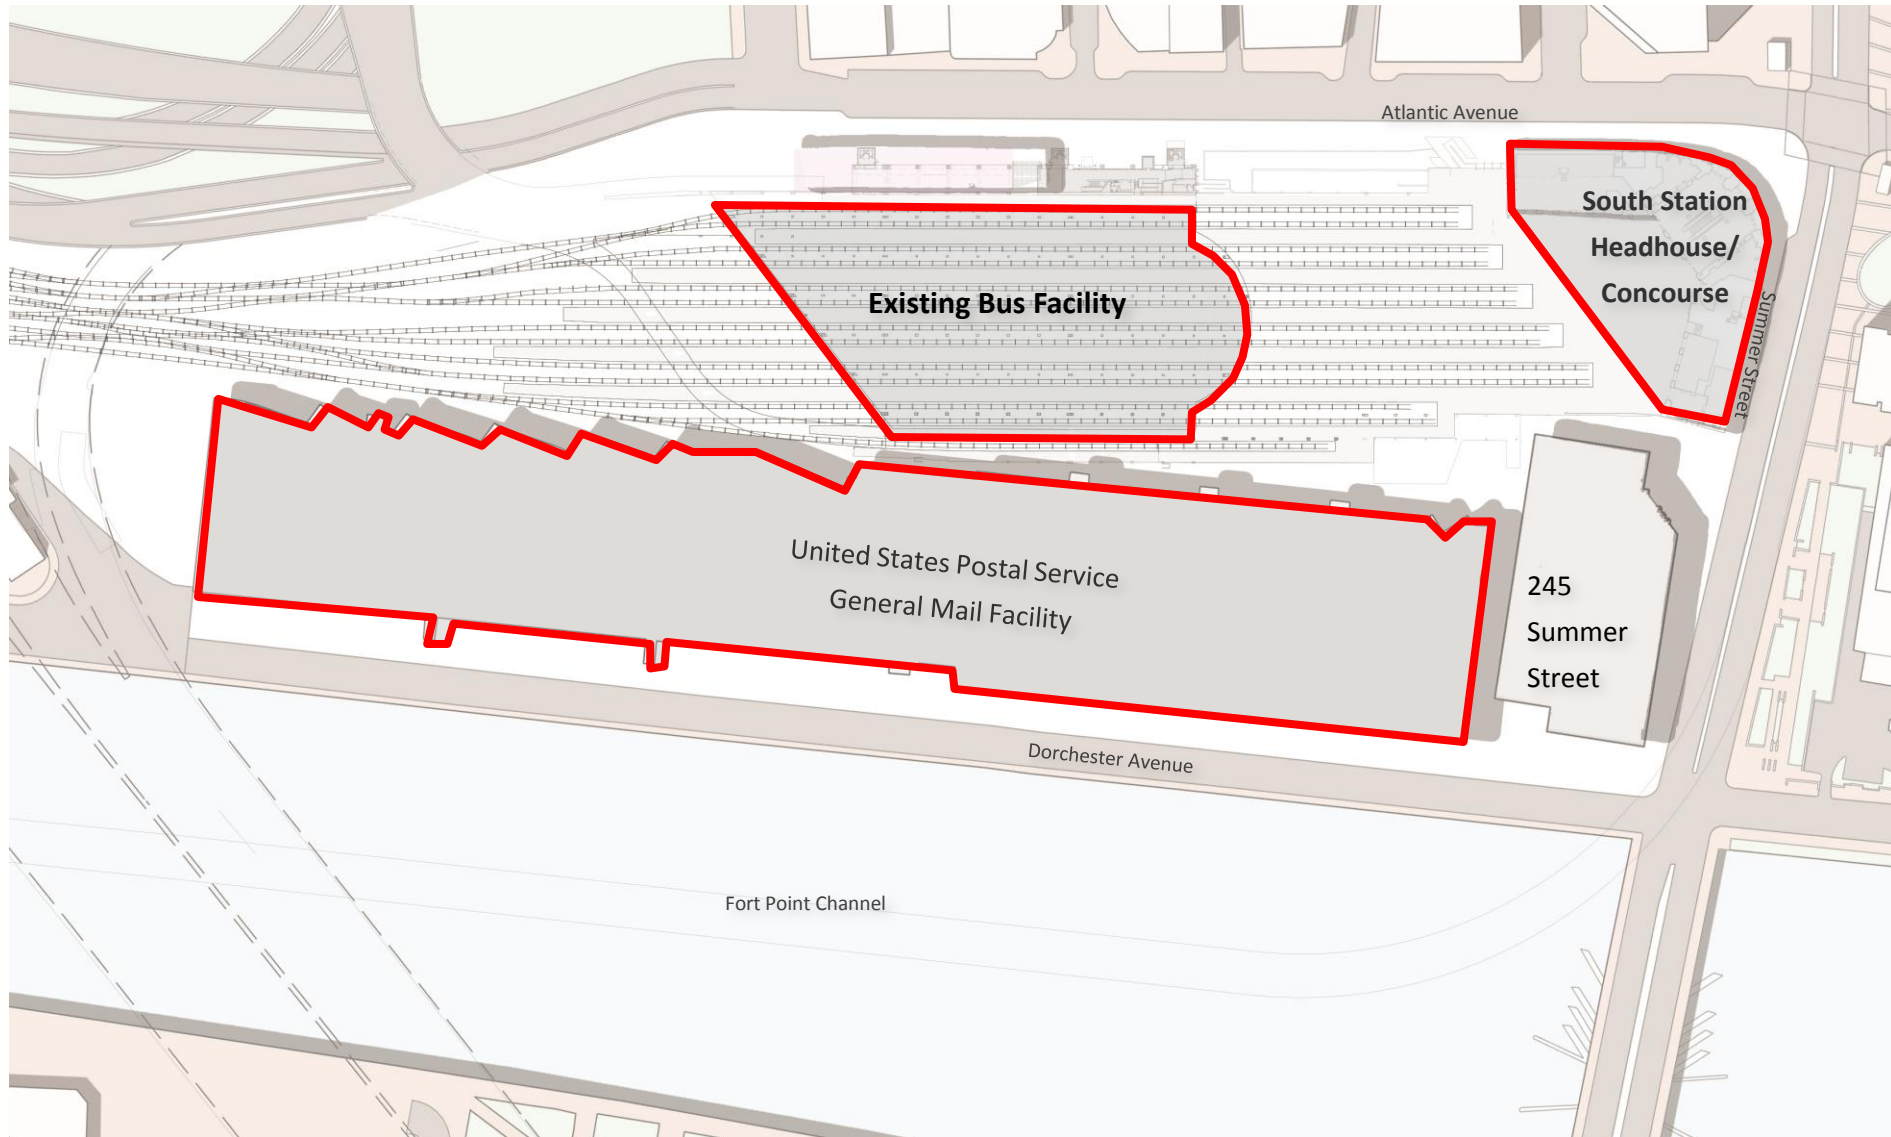 Atlantic Avenue
South Station
Headhouse/
Concourse
Summer Street
Existing Bus Facility
United States Postal Service
General Mail Facility
245
Summer
Street
Dorchester Avenue
Fort Point Channel